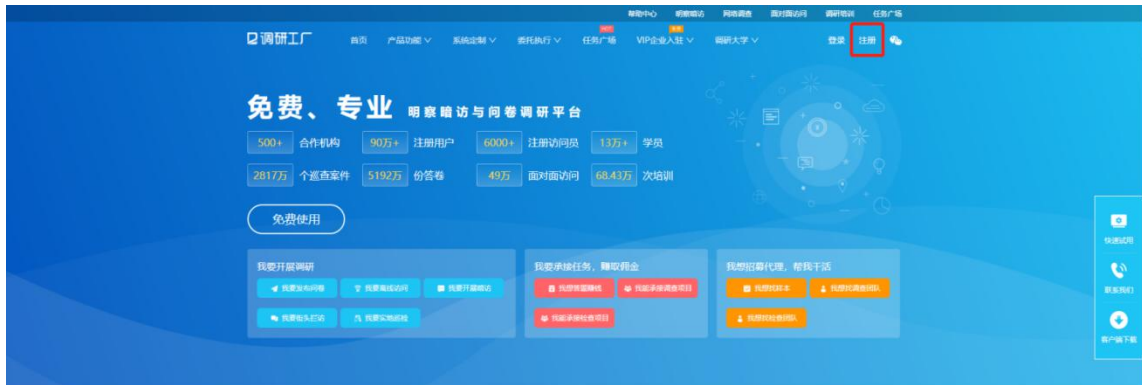 帮助中心 明察暗访 网络调查 面对面访问 调研培训 任务广场
调研工厂 首页 产品功能 系统定制 委托执行 任务广场 HOT VIP企业入驻 调研大学 登录 注册
免费、专业 明察暗访与问卷调研平台
500+ 合作机构 90万+ 注册用户 6000+ 注册访问员 13万+ 学员
2817万 个巡查案件 5192万 份答卷 49万 面对面访问 68.43万 次培训
免费使用
快速试用
我要开展调研 我要承接任务，赚取佣金 我想招募代理，帮我干活
我要发布问卷 我要离线访问 我要开展暗访 我想答题赚钱 我能承接调查项目 我想找样本 我想找调查团队
联系我们
我要街头拦访 我要实地巡检 我能承接检查项目 我想找检查团队
客户端下载